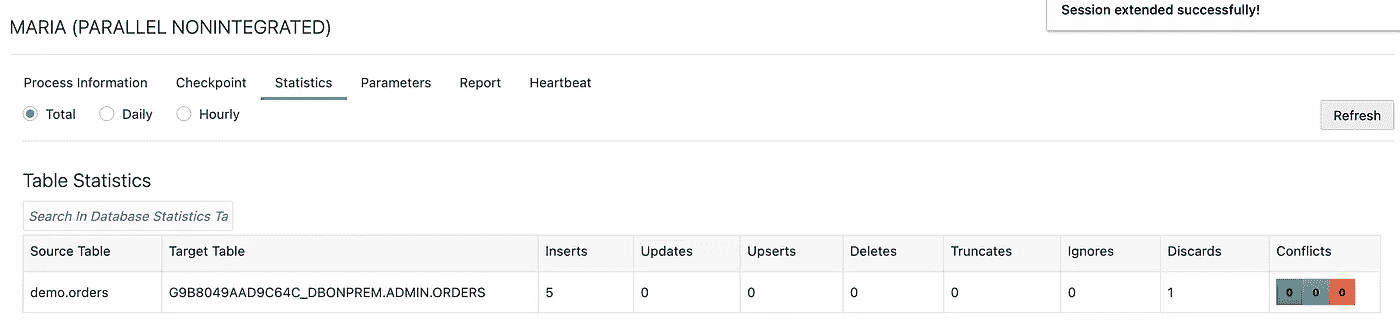 Session extended successfully!
MARIA (PARALLEL NONINTEGRATED)
Process Information Checkpoint Statistics Parameters Report Heartbeat
Total Daily Hourly
Refresh
Table Statistics
Search In Database Statistics Ta
Source Table Target Table Inserts Updates Upserts Deletes Truncates Ignores Discards Conflicts
demo.orders G9B8049AAD9C64C_DBONPREM.ADMIN.ORDERS 5 0 0 0 0 0 1 0 0 0